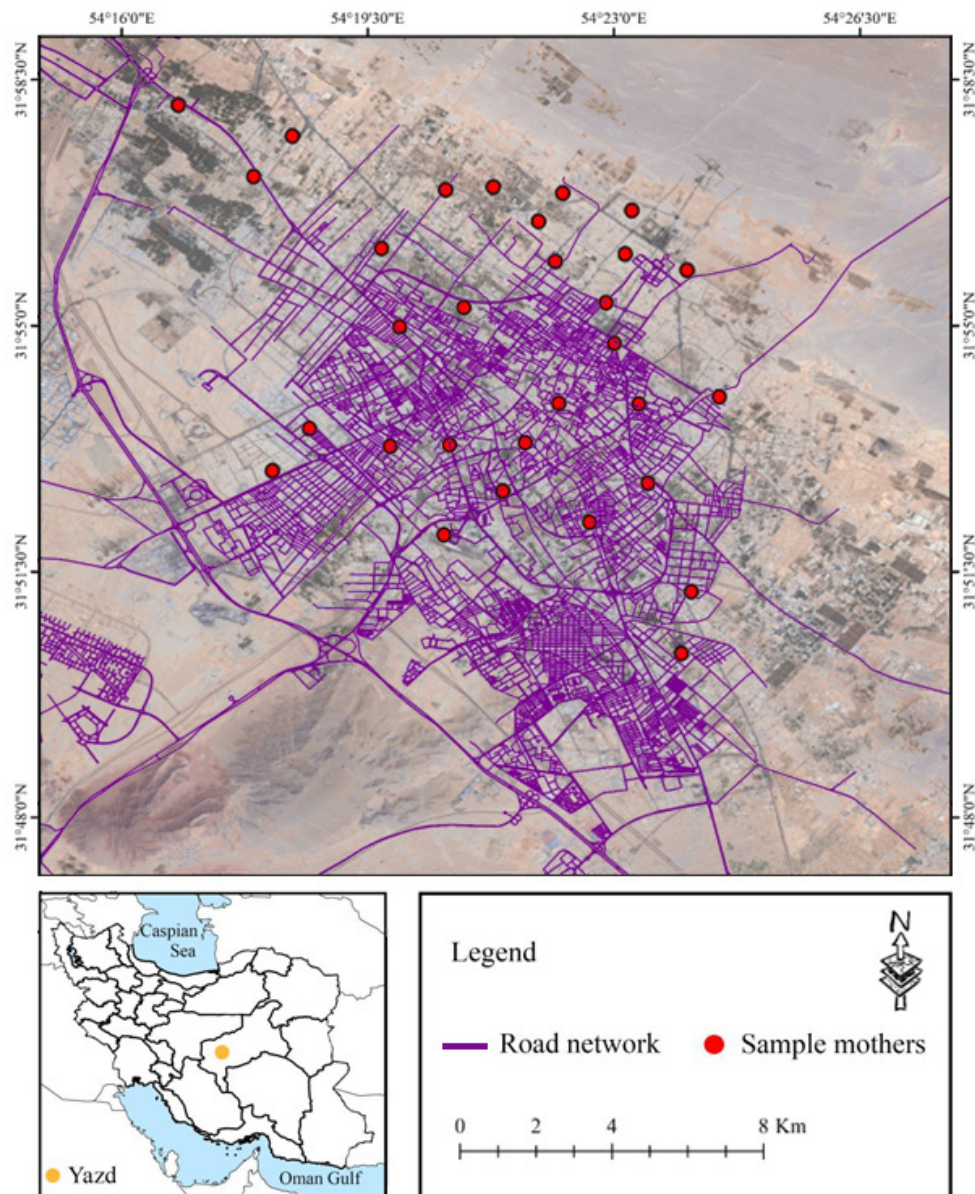 54°16'0"E
54°19'30"E
54°23'0"E
54°26'30"E
31°58'30"N
31°58'30"N
31°55'0"N
31°55'0"N
31°51'30"N
31°51'30"N
31°48'0"N
31°48'0"N
Caspian
Sea
Yazd
Oman Gulf
Legend
N
Road network
Sample mothers
0 2 4 8 Km